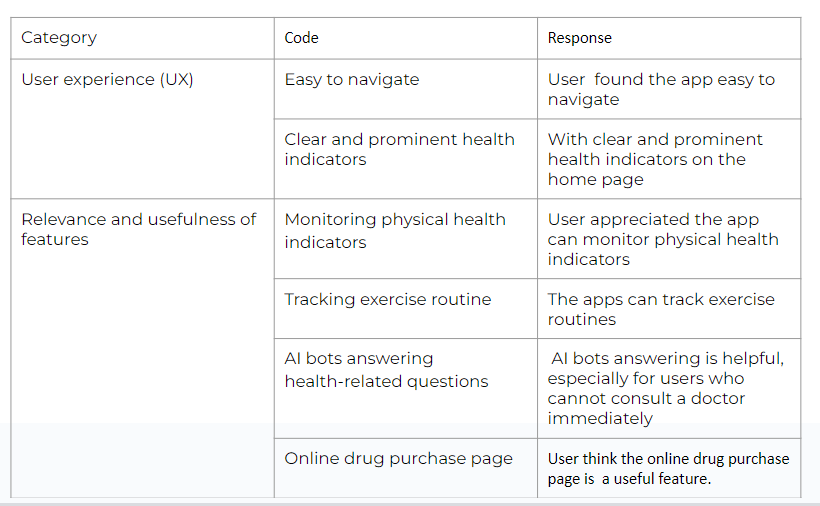 Category
Code
Response
User experience (UX)
Easy to navigate
User found the app easy to
navigate
Clear and prominent health
indicators
With clear and prominent
health indicators on the
home page
Relevance and usefulness of
features
Monitoring physical health
indicators
User appreciated the app
can monitor physical health
indicators
Tracking exercise routine
The apps can track exercise
routines
AI bots answering
health-related questions
AI bots answering is helpful,
especially for users who
cannot consult a doctor
immediately
Online drug purchase page
User think the online drug purchase
page is a useful feature.